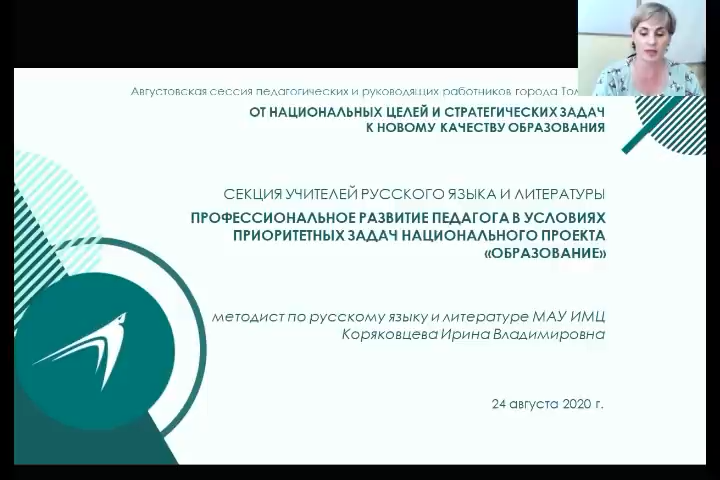 Августовская сессия педагогических и руководящих работников города
ОТ НАЦИОНАЛЬНЫХ ЦЕЛЕЙ И СТРАТЕГИЧЕСКИХ ЗАДАЧ
К НОВОМУ КАЧЕСТВУ ОБРАЗОВАНИЯ
СЕКЦИЯ УЧИТЕЛЕЙ РУССКОГО ЯЗЫКА И ЛИТЕРАТУРЫ
ПРОФЕССИОНАЛЬНОЕ РАЗВИТИЕ ПЕДАГОГА В УСЛОВИЯХ
ПРИОРИТЕТНЫХ ЗАДАЧ НАЦИОНАЛЬНОГО ПРОЕКТА
«ОБРАЗОВАНИЕ»
методист по русскому языку и литературе МАУ ИМЦ
Коряковцева Ирина Владимировна
24 августа 2020 г.